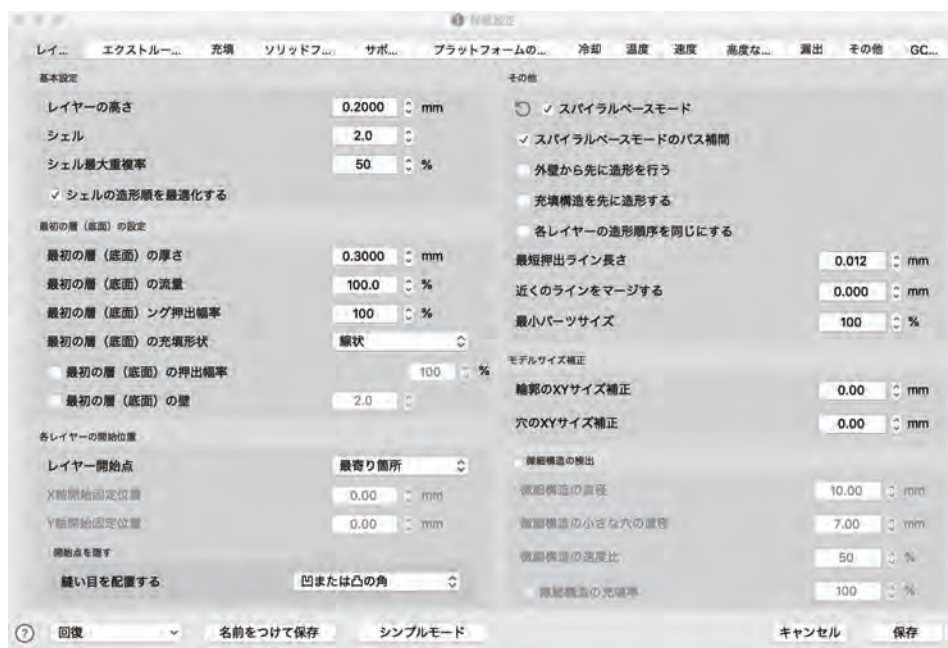 詳細設定
レイ... エクストルー... 充填 ソリッドフ... サポ... プラットフォームの... 冷却 温度 速度 高度な... 漏出 その他 GC...
基本設定
レイヤーの高さ 0.2000 mm
シェル 2.0
シェル最大重複率 50 %
シェルの造形順を最適化する
最初の層（底面）の設定
最初の層（底面）の厚さ 0.3000 mm
最初の層（底面）の流量 100.0 %
最初の層（底面）ング押出幅率 100 %
最初の層（底面）の充填形状 線状
最初の層（底面）の押出幅率 100 %
最初の層（底面）の壁 2.0
各レイヤーの開始位置
レイヤー開始点 最寄り箇所
X軸開始固定位置 0.00 mm
Y軸開始固定位置 0.00 mm
開始点を隠す
縫い目を配置する 凹または凸の角
その他
スパイラルベースモード
スパイラルベースモードのパス補間
外壁から先に造形を行う
充填構造を先に造形する
各レイヤーの造形順序を同じにする
最短押出ライン長さ 0.012 mm
近くのラインをマージする 0.000 mm
最小パーツサイズ 100 %
モデルサイズ補正
輪郭のXYサイズ補正 0.00 mm
穴のXYサイズ補正 0.00 mm
微細構造の検出
微細構造の直径 10.00 mm
微細構造の小さな穴の直径 7.00 mm
微細構造の速度比 50 %
微細構造の充填率 100 %
? 回復 名前をつけて保存 シンプルモード キャンセル 保存